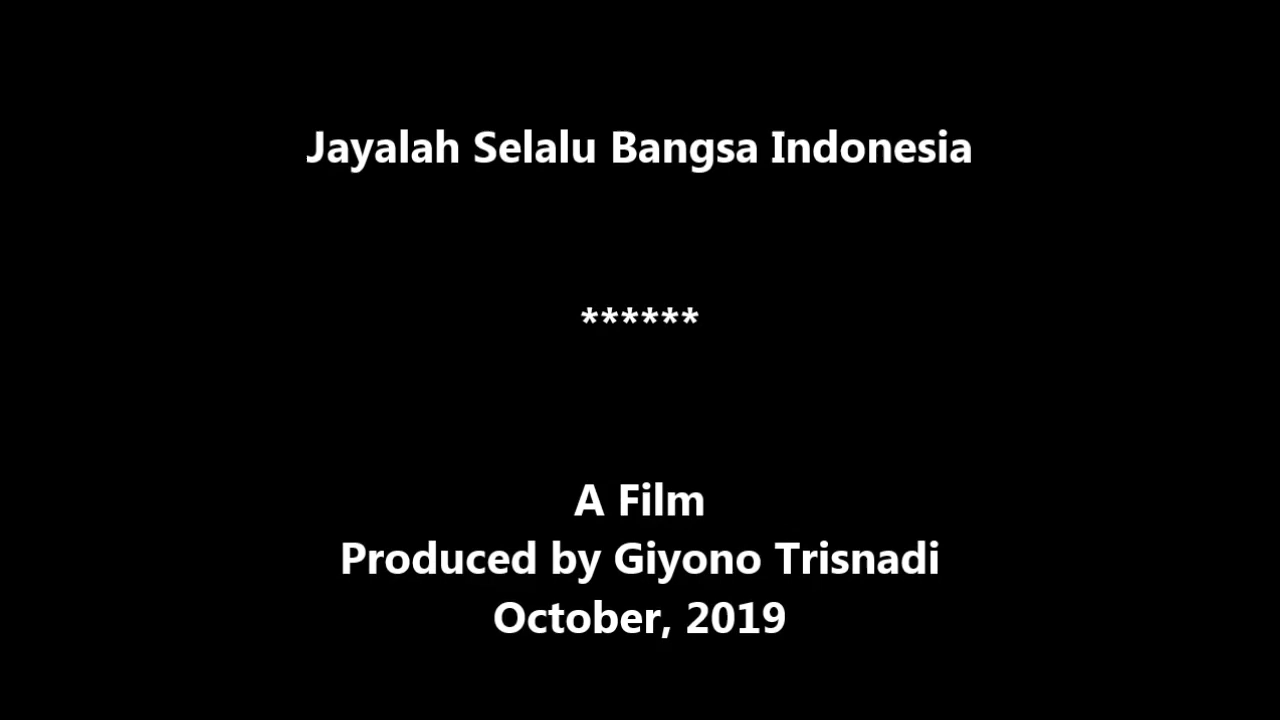 Jayalah Selalu Bangsa Indonesia
******
A Film
Produced by Giyono Trisnadi
October, 2019